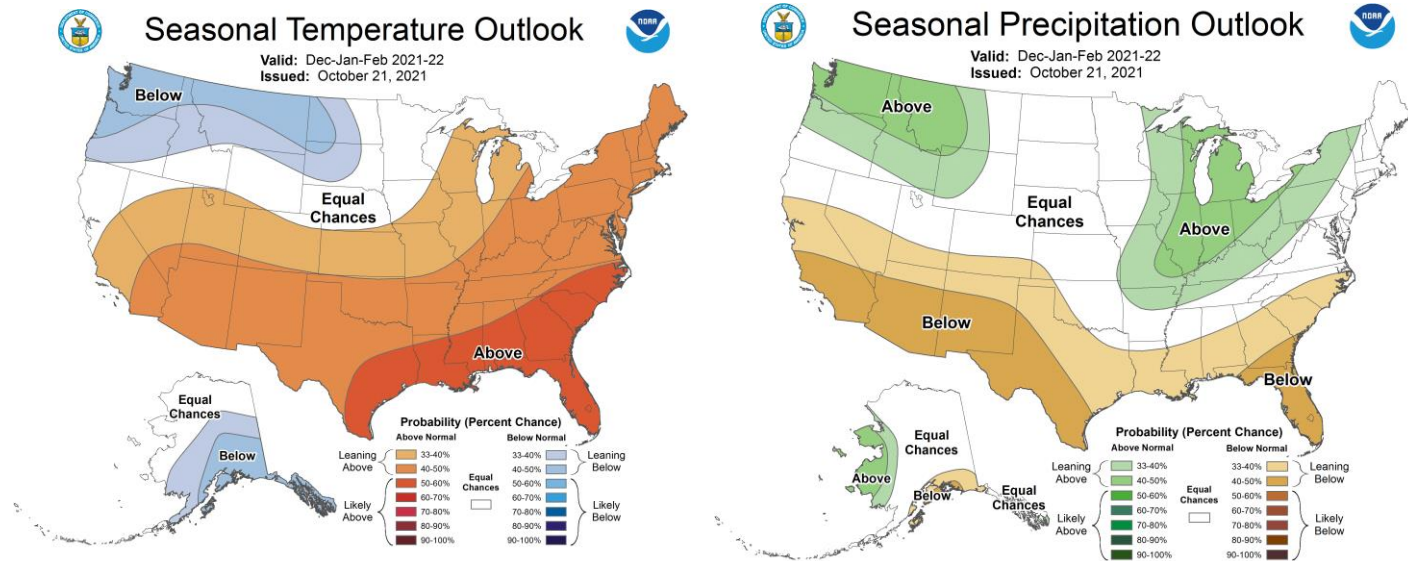 Seasonal Temperature Outlook
NOAA
Valid: Dec-Jan-Feb 2021-22
Issued: October 21, 2021
Below
Equal
Chances
Above
Equal
Chances
Below
Probability (Percent Chance)
Above Normal
Below Normal
Leaning
Above
33-40%
40-50%
Likely
Above
50-60%
60-70%
70-80%
80-90%
90-100%
Equal
Chances
33-40%
40-50%
Leaning
Below
50-60%
60-70%
70-80%
80-90%
90-100%
Likely
Below
Seasonal Precipitation Outlook
NOAA
Valid: Dec-Jan-Feb 2021-22
Issued: October 21, 2021
Above
Equal
Chances
Above
Below
Below
Equal
Chances
Above
Below
Equal
Chances
Probability (Percent Chance)
Above Normal
Below Normal
Leaning
Above
33-40%
40-50%
Likely
Above
50-60%
60-70%
70-80%
80-90%
90-100%
Equal
Chances
33-40%
40-50%
Leaning
Below
50-60%
60-70%
70-80%
80-90%
90-100%
Likely
Below